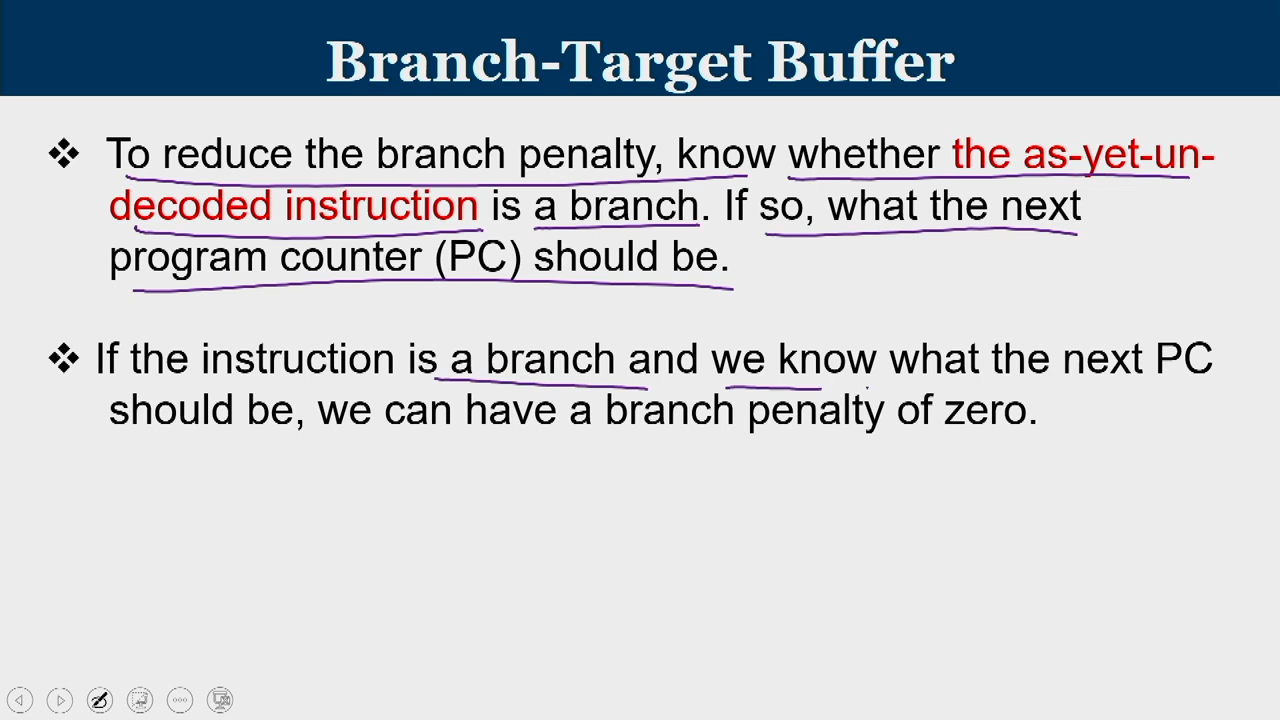 Branch-Target Buffer
❖ To reduce the branch penalty, know whether the as-yet-un-
decoded instruction is a branch. If so, what the next
program counter (PC) should be.
❖ If the instruction is a branch and we know what the next PC
should be, we can have a branch penalty of zero.